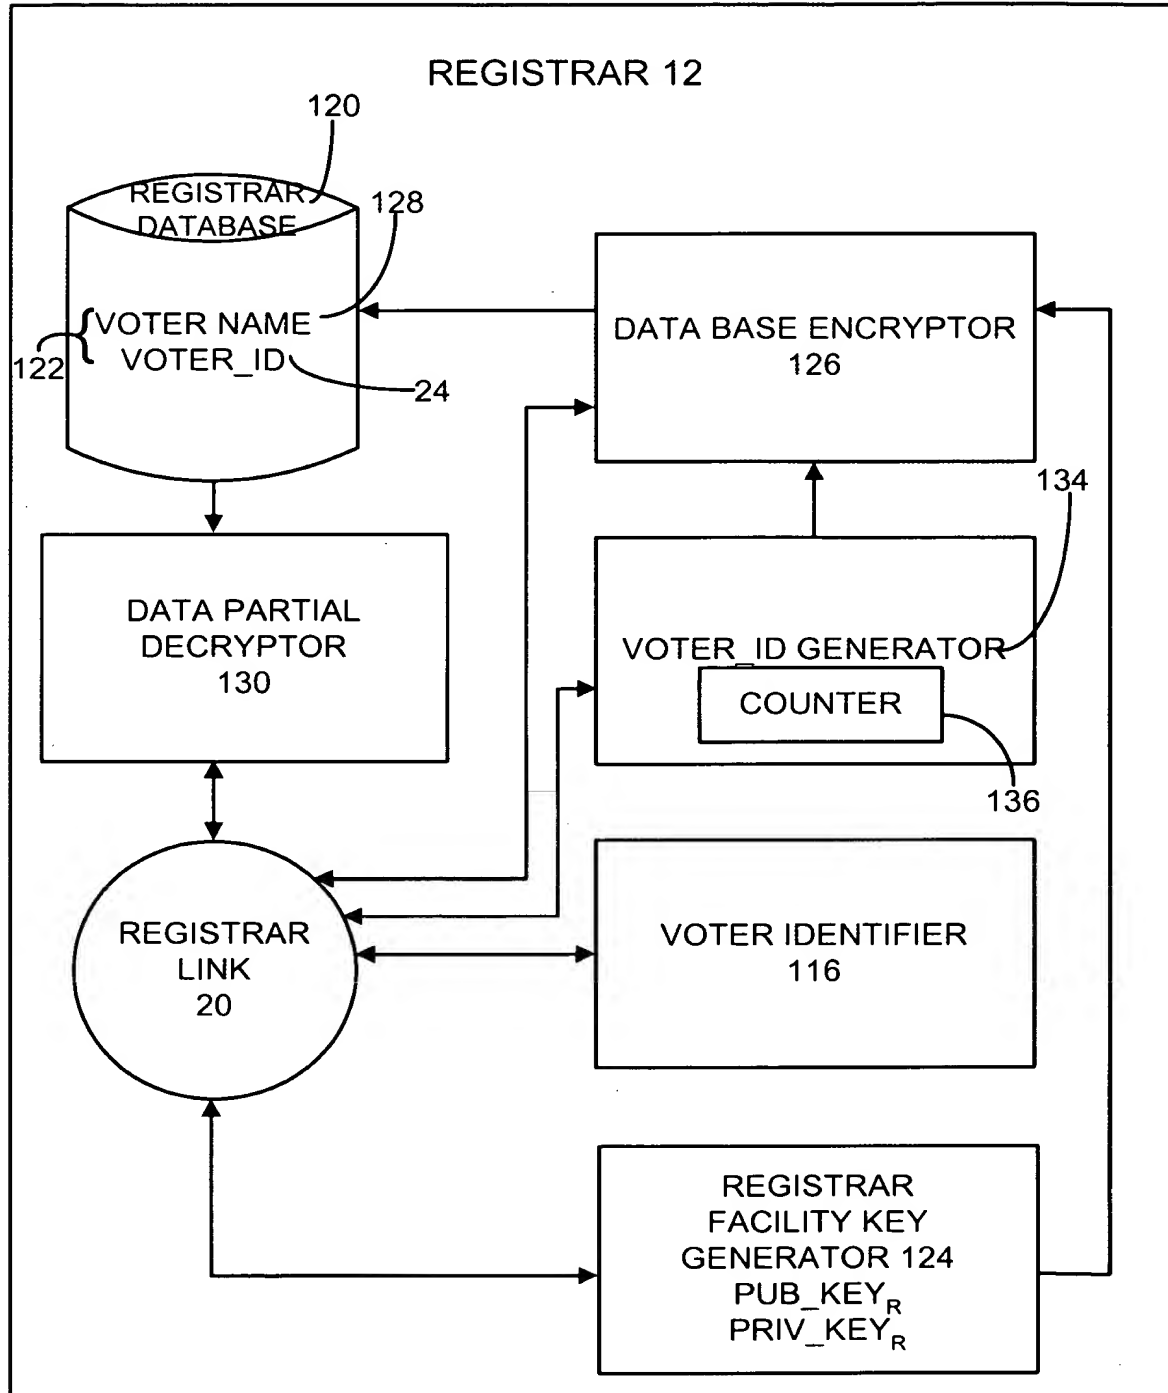 REGISTRAR 12
120
REGISTRAR
DATABASE
128
VOTER NAME
VOTER_ID
122
24
DATA BASE ENCRYPTOR
126
134
DATA PARTIAL
DECRYPTOR
130
VOTER_ID GENERATOR
COUNTER
136
REGISTRAR
LINK
20
VOTER IDENTIFIER
116
REGISTRAR
FACILITY KEY
GENERATOR 124
PUB_KEYR
PRIV_KEYR